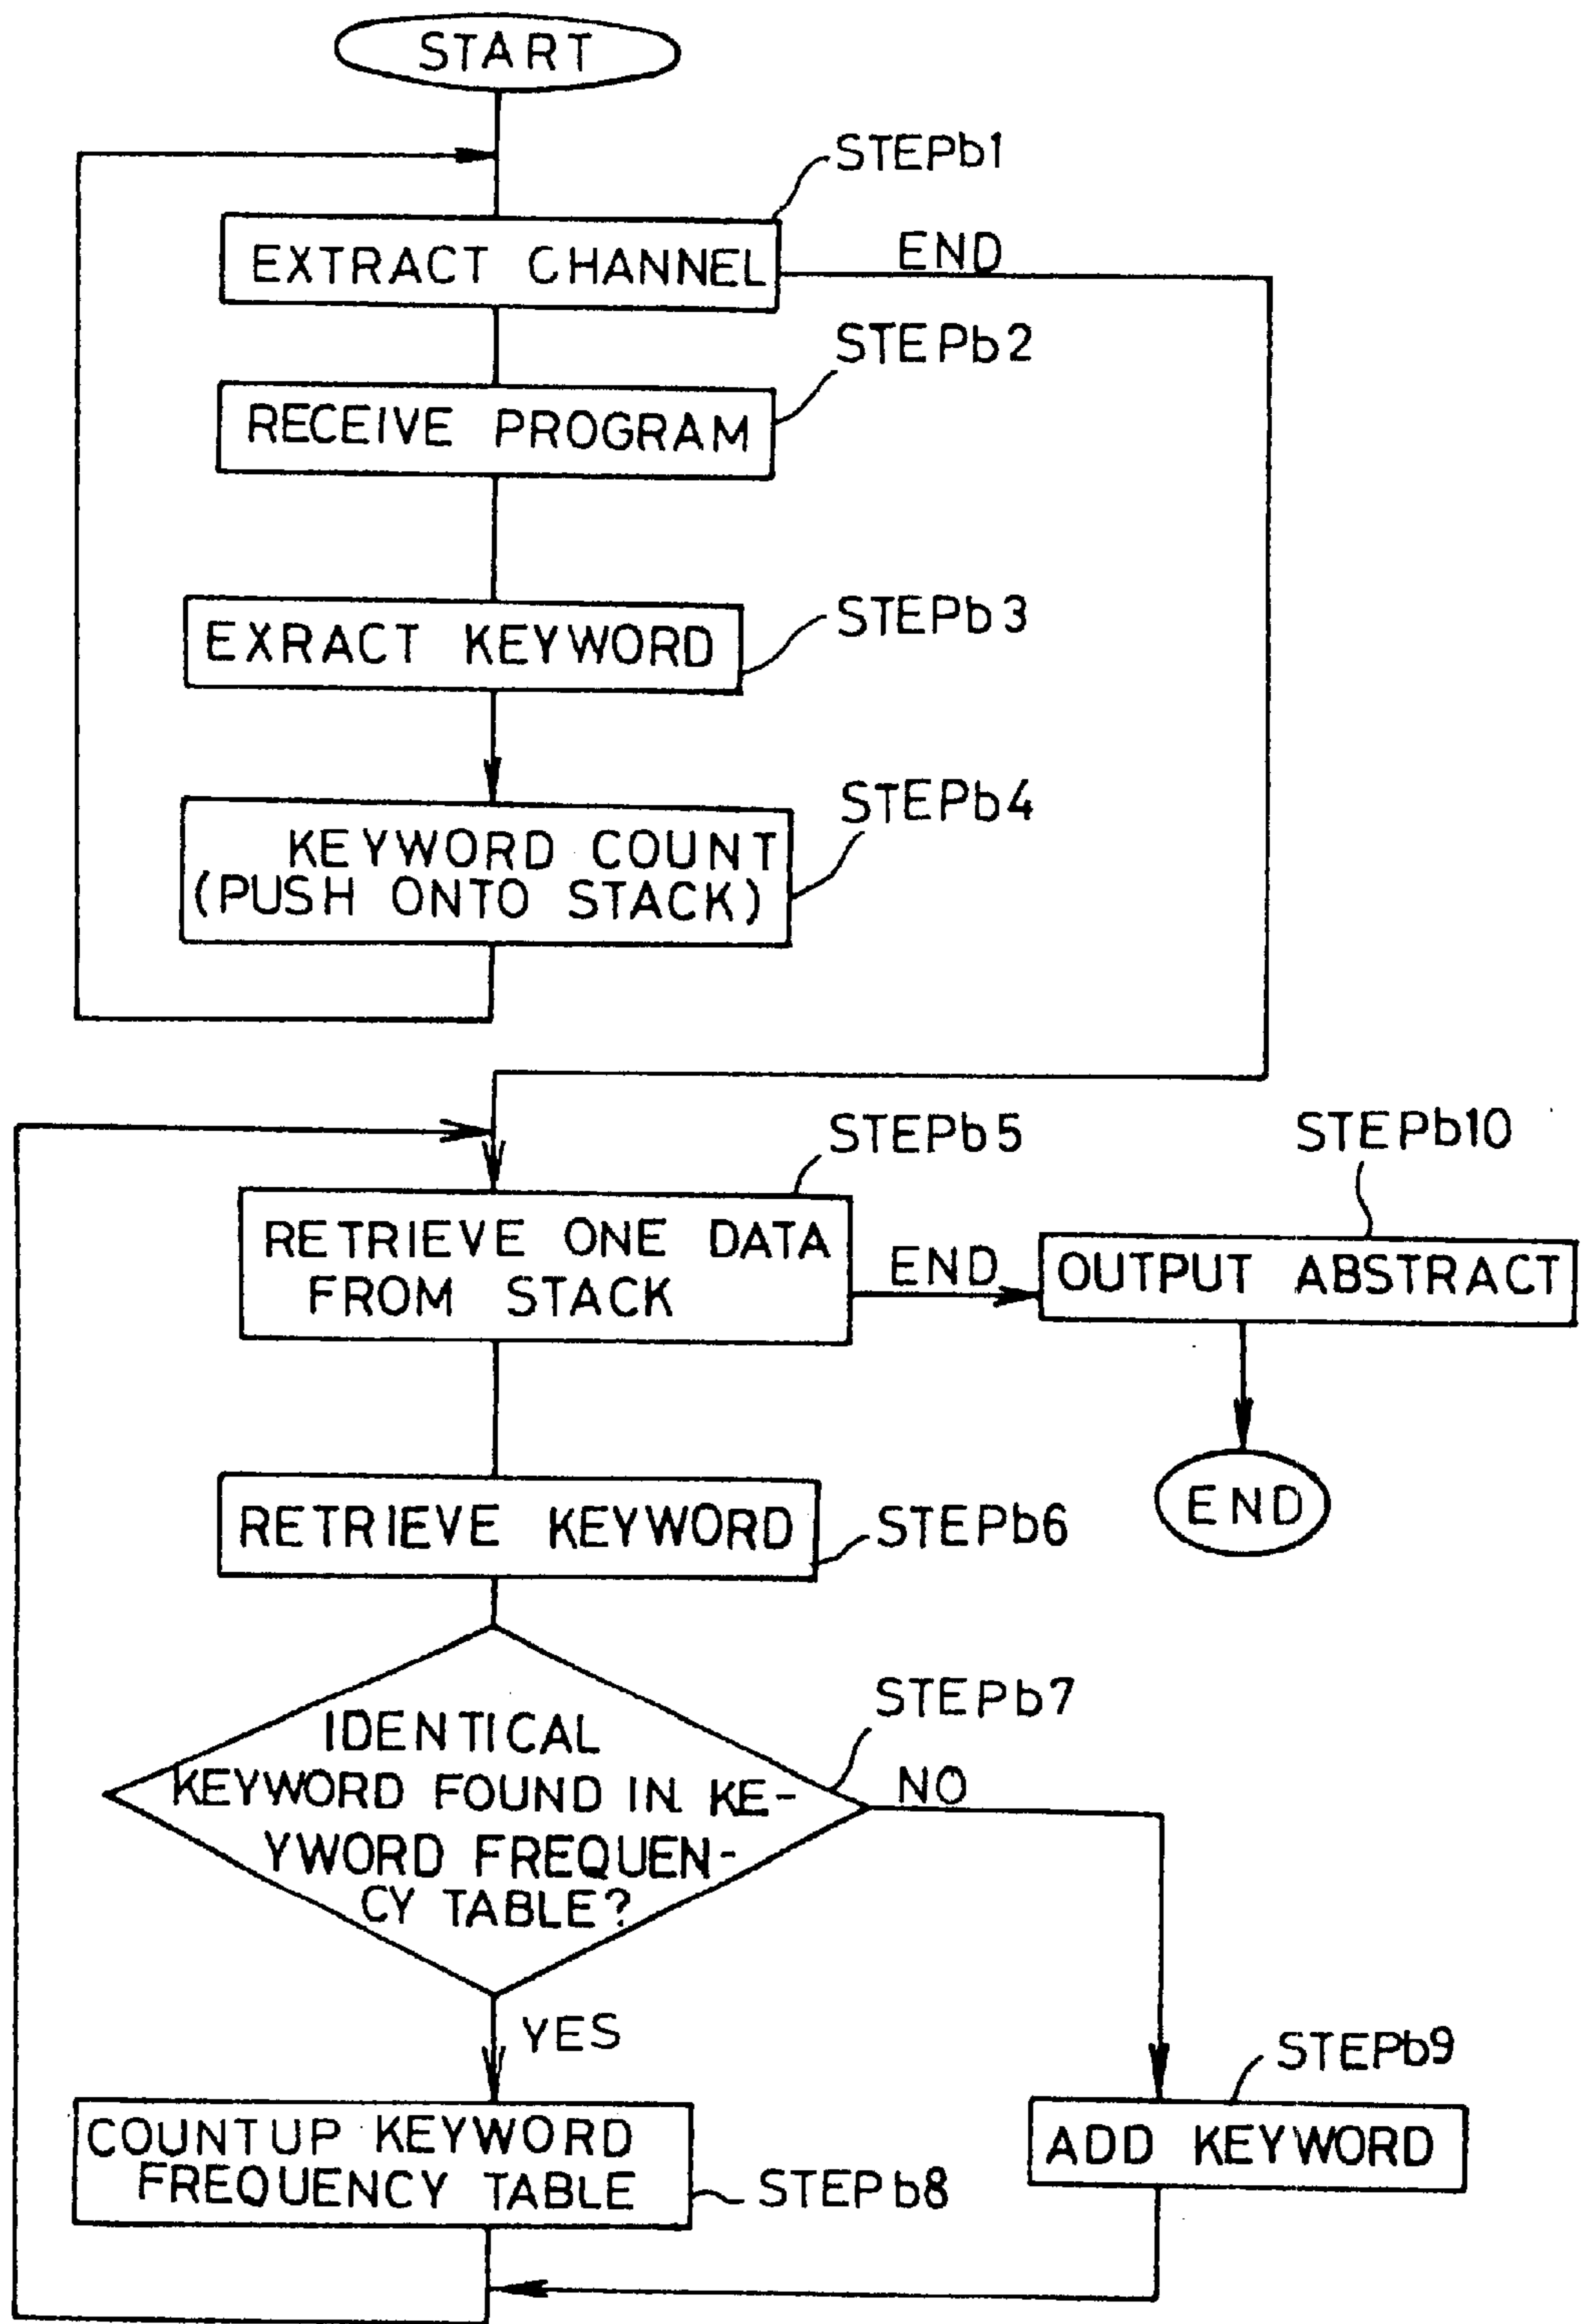 START
STEPb1
EXTRACT CHANNEL
END
STEPb2
RECEIVE PROGRAM
STEPb3
EXRACT KEYWORD
STEPb4
KEYWORD COUNT
(PUSH ONTO STACK)
STEPb5
STEPb10
RETRIEVE ONE DATA
FROM STACK
END
OUTPUT ABSTRACT
END
RETRIEVE KEYWORD
STEPb6
STEPb7
IDENTICAL
KEYWORD FOUND IN KE-
YWORD FREQUEN-
CY TABLE?
NO
YES
STEPb9
COUNTUP KEYWORD
FREQUENCY TABLE
STEPb8
ADD KEYWORD